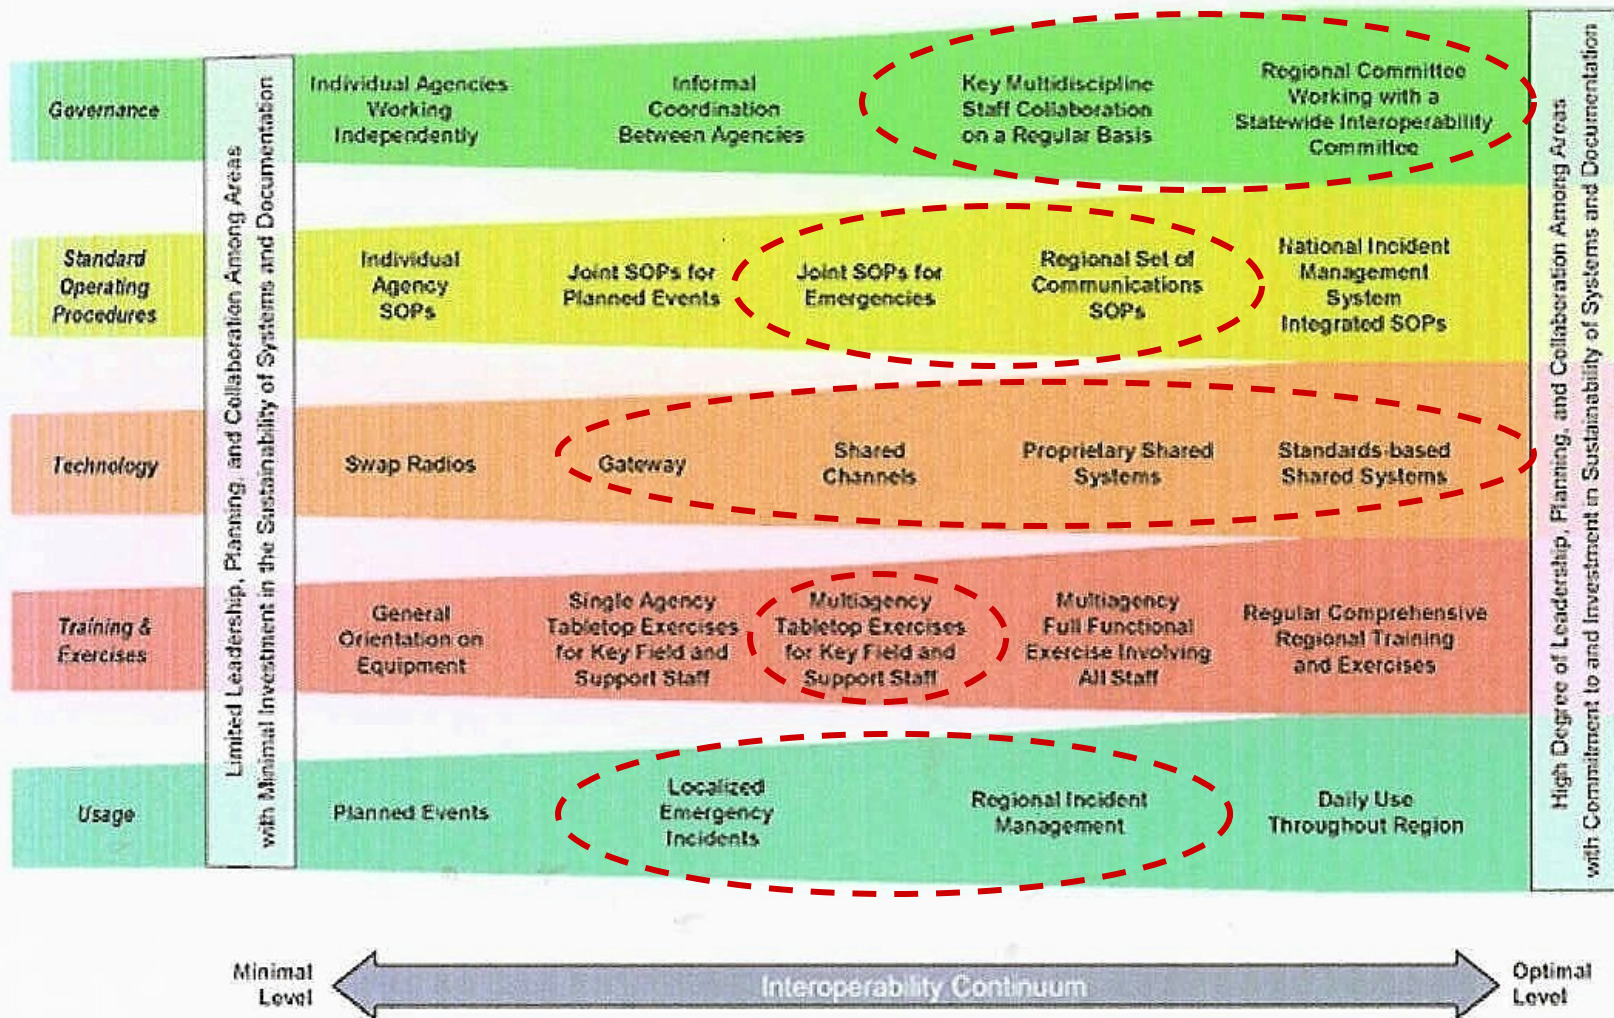 Governance
Individual Agencies
Working
Independently
Informal
Coordination
Between Agencies
Key Multidiscipline
Staff Collaboration
on a Regular Basis
Regional Committee
Working with a
Statewide Interoperability
Committee
Standard
Operating
Procedures
Individual
Agency
SOPs
Joint SOPs for
Planned Events
Joint SOPs for
Emergencies
Regional Set of
Communications
SOPs
National Incident
Management
System
Integrated SOPs
Technology
Swap Radios
Gateway
Shared
Channels
Proprietary Shared
Systems
Standards-based
Shared Systems
Training &
Exercises
General
Orientation on
Equipment
Single Agency
Tabletop Exercises
for Key Field and
Support Staff
Multiagency
Tabletop Exercises
for Key Field and
Support Staff
Multiagency
Full Functional
Exercise Involving
All Staff
Regular Comprehensive
Regional Training
and Exercises
Usage
Planned Events
Localized
Emergency
Incidents
Regional Incident
Management
Daily Use
Throughout Region
Limited Leadership, Planning, and Collaboration Among Areas
with Minimal Investment in the Sustainability of Systems and Documentation
High Degree of Leadership, Planning, and Collaboration Among Areas
with Commitment to and Investment in Sustainability of Systems and Documentation
Minimal
Level
Interoperability Continuum
Optimal
Level